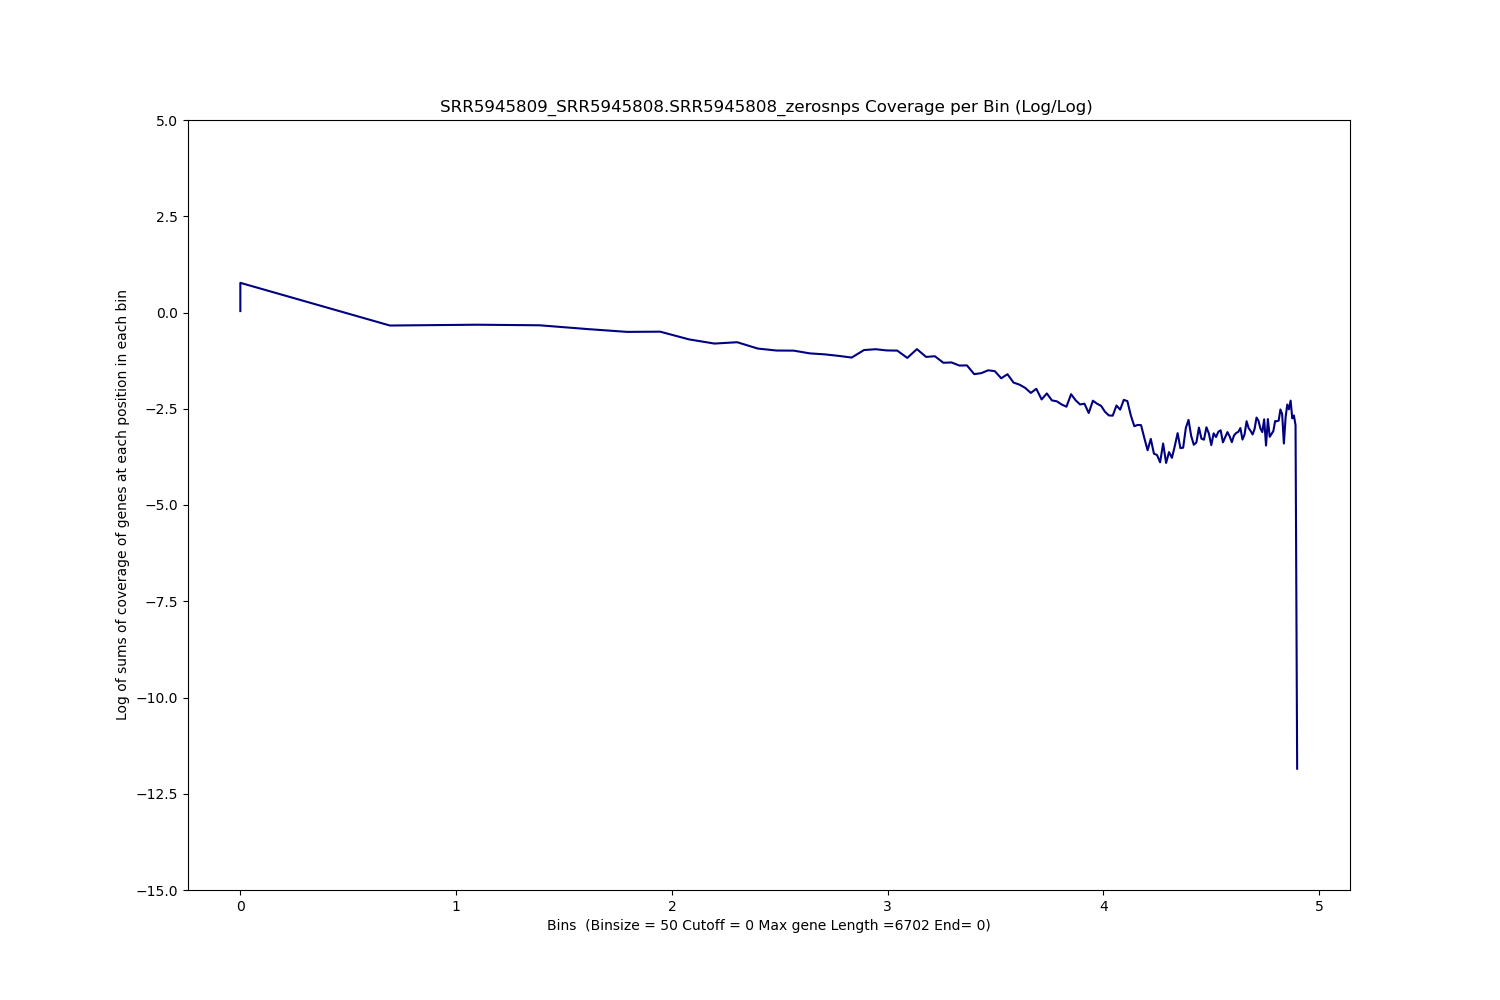 SRR5945809_SRR5945808.SRR5945808_zerosnps Coverage per Bin (Log/Log)
5.0
2.5
0.0
−2.5
−5.0
−7.5
−10.0
−12.5
−15.0
Log of sums of coverage of genes at each position in each bin
0 1 2 3 4 5
Bins  (Binsize = 50 Cutoff = 0 Max gene Length =6702 End= 0)